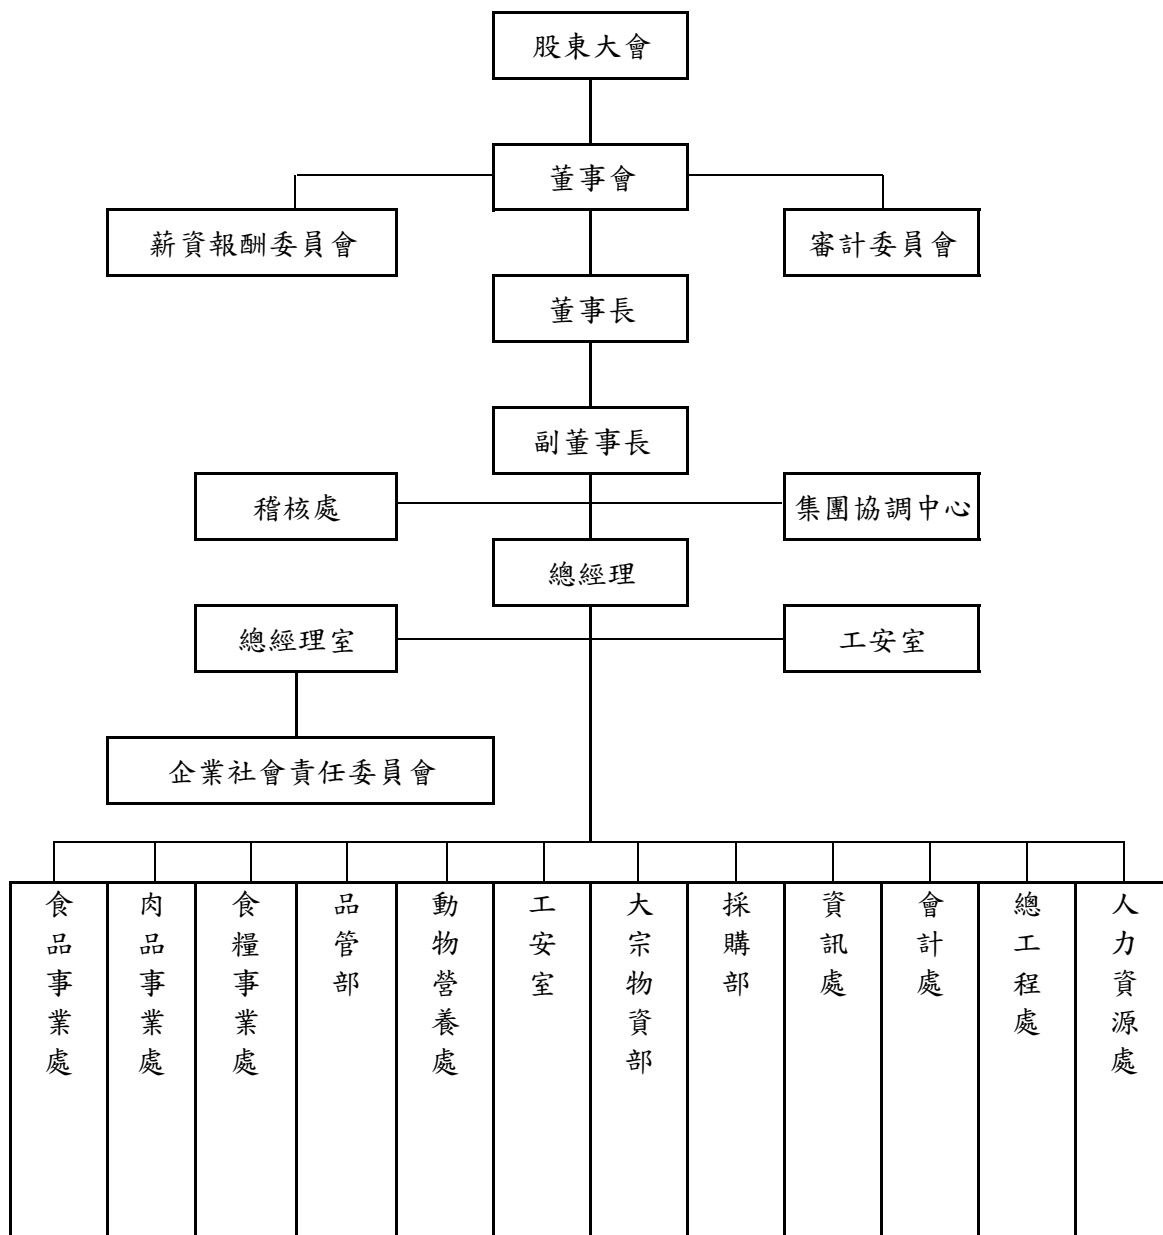 股東大會
董事會
薪資報酬委員會
審計委員會
董事長
副董事長
稽核處
集團協調中心
總經理
總經理室
工安室
企業社會責任委員會
食品事業處
肉品事業處
食糧事業處
品管部
動物營養處
工安室
大宗物資部
採購部
資訊處
會計處
總工程處
人力資源處